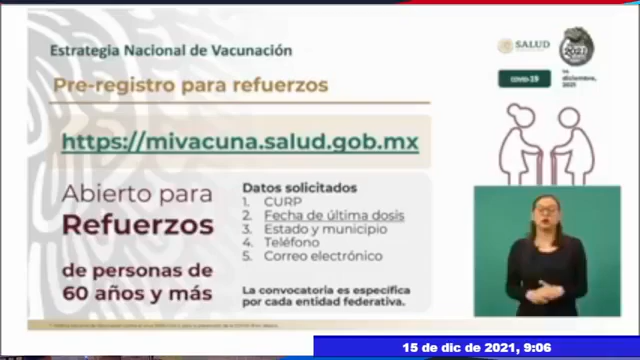 Estrategia Nacional de Vacunación
SALUD
2021
COVID-19
14
diciembre,
2021
Pre-registro para refuerzos
https://mivacuna.salud.gob.mx
Abierto para
Refuerzos
de personas de
60 años y más
Datos solicitados
1. CURP
2. Fecha de última dosis
3. Estado y municipio
4. Teléfono
5. Correo electrónico
La convocatoria es específica
por cada entidad federativa.
15 de dic de 2021, 9:06